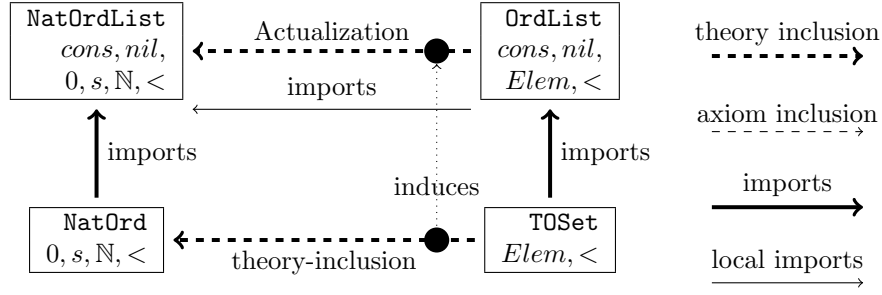 NatOrdList
cons, nil,
0, s, ℕ, <
Actualization
imports
OrdList
cons, nil,
Elem, <
theory inclusion
axiom inclusion
imports
imports
induces
imports
NatOrd
0, s, ℕ, <
theory-inclusion
TOSet
Elem, <
local imports